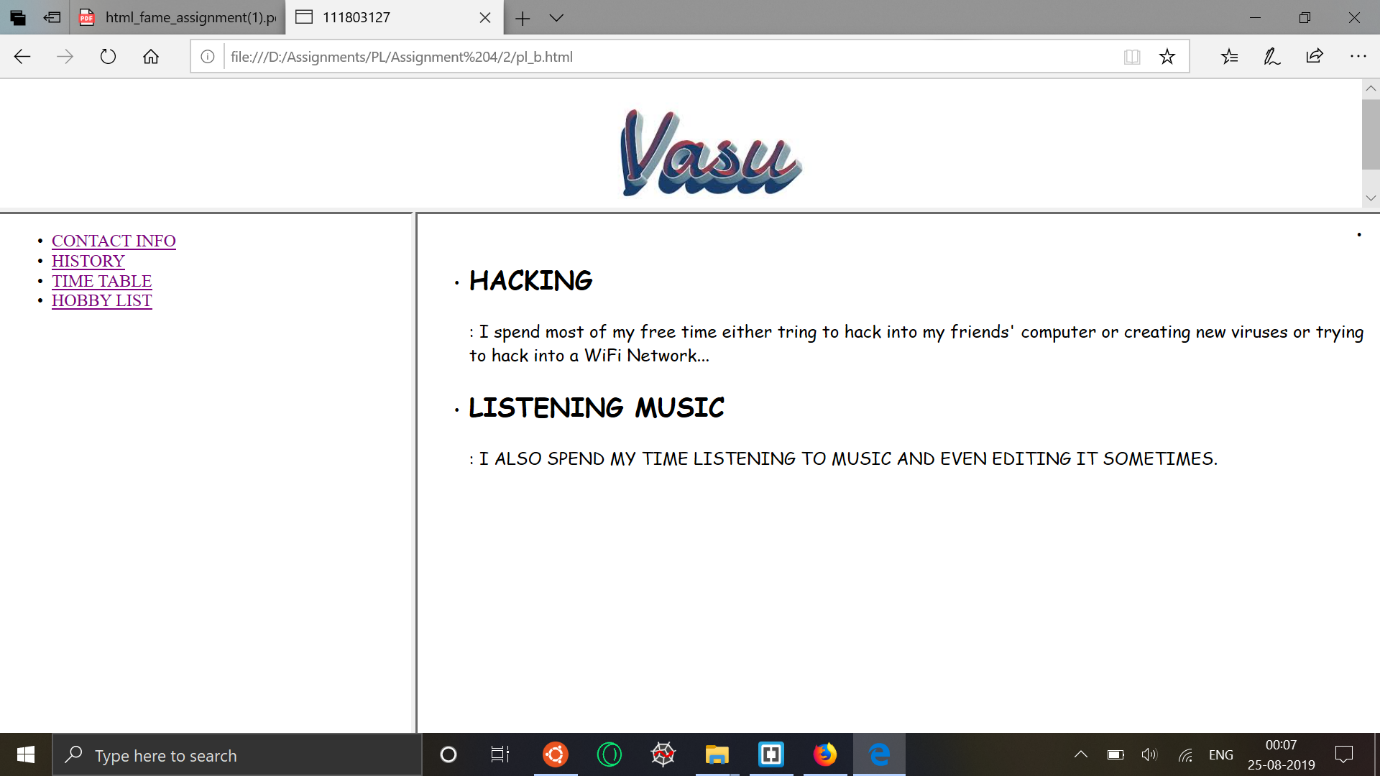 html_fame_assignment(1).p
111803127
file:///D:/Assignments/PL/Assignment%204/2/pl_b.html
Vasu
• CONTACT INFO
• HISTORY
• TIME TABLE
• HOBBY LIST
•
• HACKING
: I spend most of my free time either tring to hack into my friends' computer or creating new viruses or trying
to hack into a WiFi Network...
• LISTENING MUSIC
: I ALSO SPEND MY TIME LISTENING TO MUSIC AND EVEN EDITING IT SOMETIMES.
Type here to search
ENG
00:07
25-08-2019